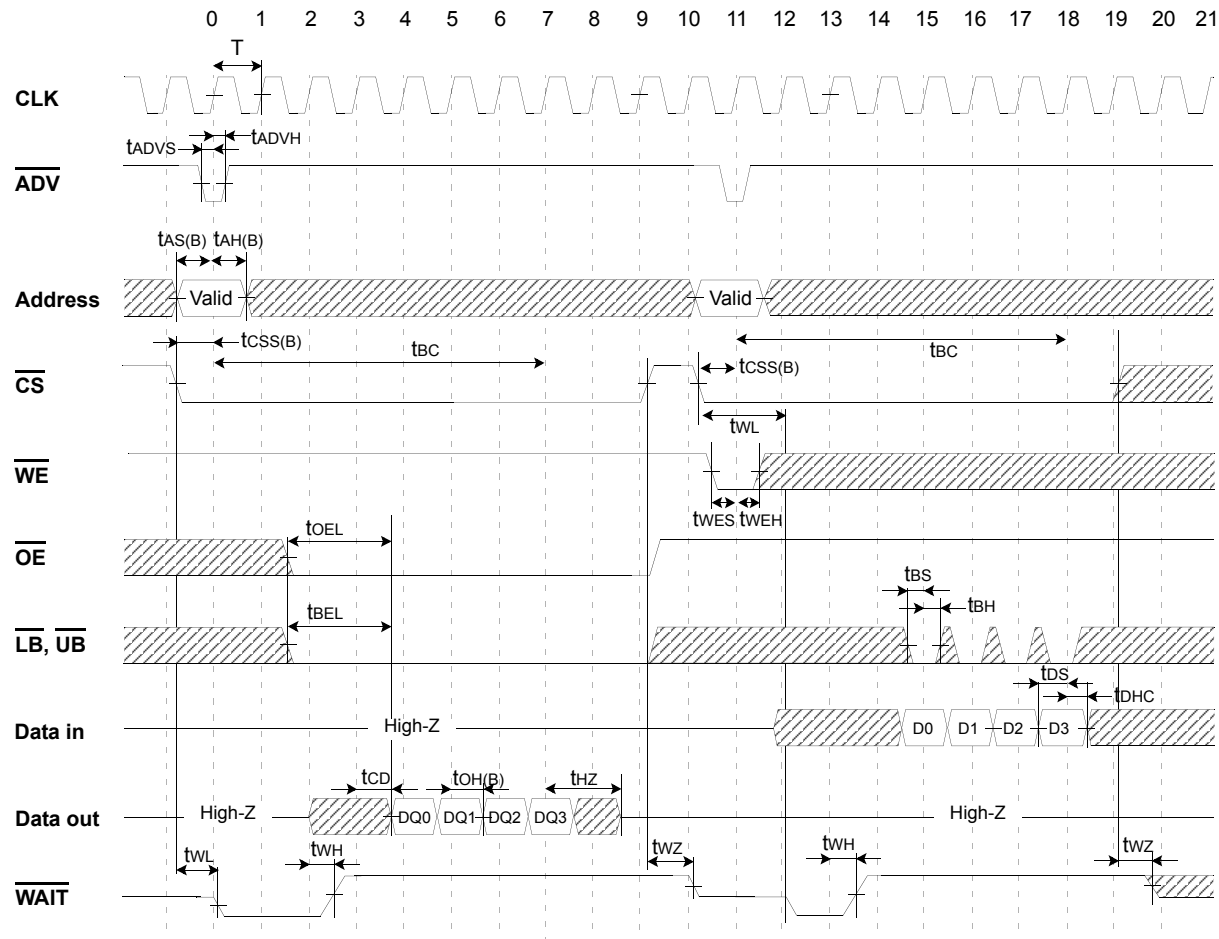 0 1 2 3 4 5 6 7 8 9 10 11 12 13 14 15 16 17 18 19 20 21
T
CLK
tADVH
tADVS
ADV
tAS(B) tAH(B)
Address Valid Valid
tCSS(B)
tBC tBC
tCSS(B)
CS
tWL
WE
tWES tWEH
tOEL
OE
tBS
tBEL tBH
LB, UB
tDS
tDHC
High-Z
Data in D0 D1 D2 D3
tCD tOH(B) tHZ
High-Z High-Z
Data out DQ0 DQ1 DQ2 DQ3
tWL tWH tWZ tWH tWZ
WAIT